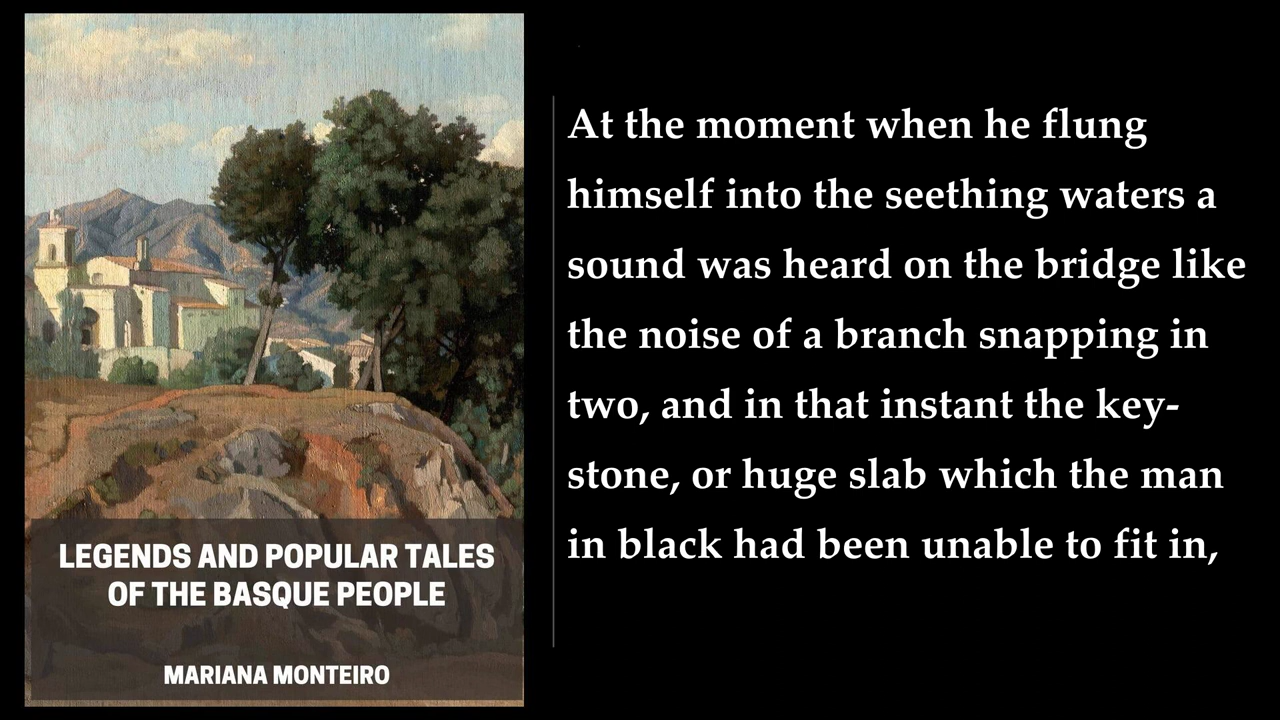 LEGENDS AND POPULAR TALES
OF THE BASQUE PEOPLE
MARIANA MONTEIRO
At the moment when he flung
himself into the seething waters a
sound was heard on the bridge like
the noise of a branch snapping in
two, and in that instant the key-
stone, or huge slab which the man
in black had been unable to fit in,